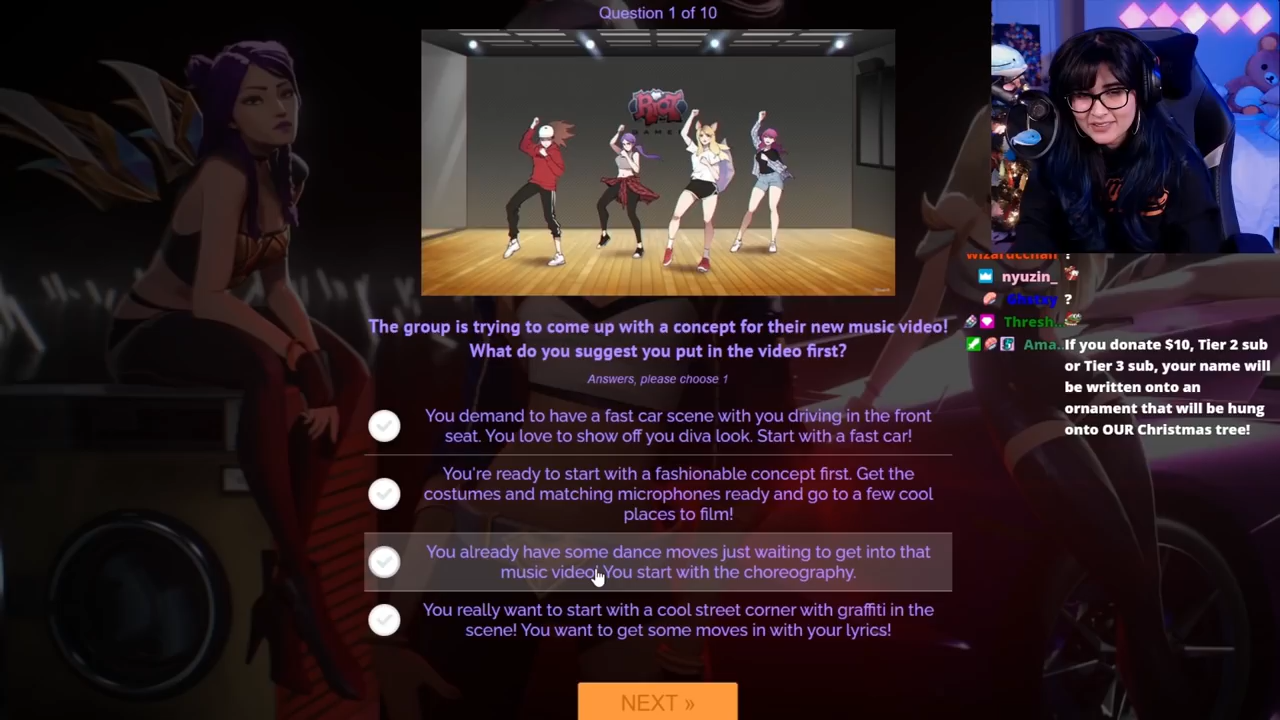 Question 1 of 10
RIOT
GAMES
The group is trying to come up with a concept for their new music video!
What do you suggest you put in the video first?
Answers, please choose 1
You demand to have a fast car scene with you driving in the front
seat. You love to show off you diva look. Start with a fast car!
You're ready to start with a fashionable concept first. Get the
costumes and matching microphones ready and go to a few cool
places to film!
You already have some dance moves just waiting to get into that
music video! You start with the choreography.
You really want to start with a cool street corner with graffiti in the
scene! You want to get some moves in with your lyrics!
NEXT »
:
nyuzin_
?
Thresh..
Ama..
If you donate $10, Tier 2 sub
or Tier 3 sub, your name will
be written onto an
ornament that will be hung
onto OUR Christmas tree!